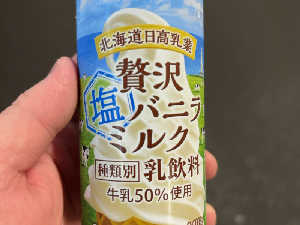 北海道日高乳業
贅沢
塩バニラ
ミルク
種類別 乳飲料
牛乳50%使用